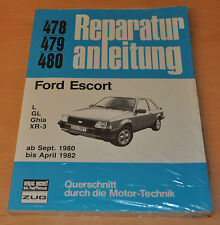 478
479
480
Reparatur
anleitung
Ford Escort
L
GL
Ghia
XR-3
ab Sept. 1980
bis April 1982
Querschnitt
durch die Motor-Technik
ZUG